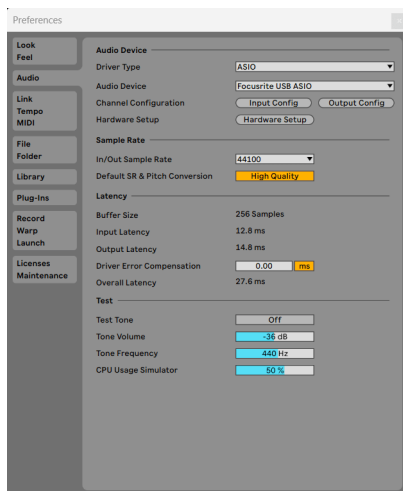 Preferences
Look
Feel
Audio
Link
Tempo
MIDI
File
Folder
Library
Plug-Ins
Record
Warp
Launch
Licenses
Maintenance
Audio Device
Driver Type ASIO
Audio Device Focusrite USB ASIO
Channel Configuration Input Config Output Config
Hardware Setup Hardware Setup
Sample Rate
In/Out Sample Rate 44100
Default SR & Pitch Conversion High Quality
Latency
Buffer Size 256 Samples
Input Latency 12.8 ms
Output Latency 14.8 ms
Driver Error Compensation 0.00 ms
Overall Latency 27.6 ms
Test
Test Tone Off
Tone Volume -36 dB
Tone Frequency 440 Hz
CPU Usage Simulator 50 %